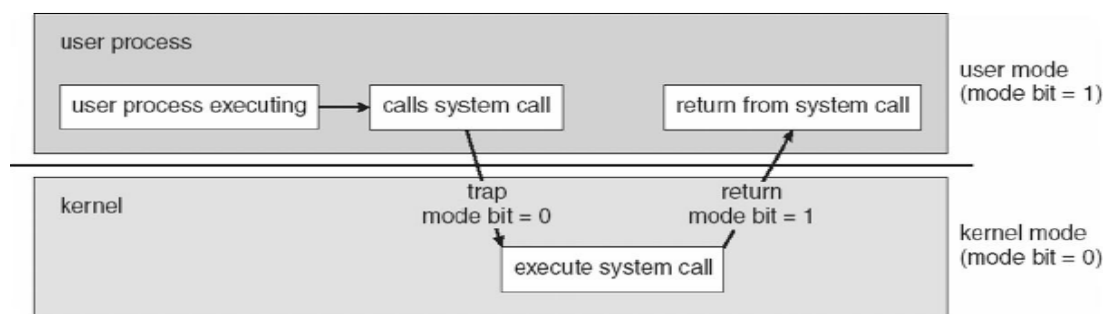 user process
user process executing
calls system call
return from system call
user mode
(mode bit = 1)
trap
mode bit = 0
return
mode bit = 1
kernel
execute system call
kernel mode
(mode bit = 0)